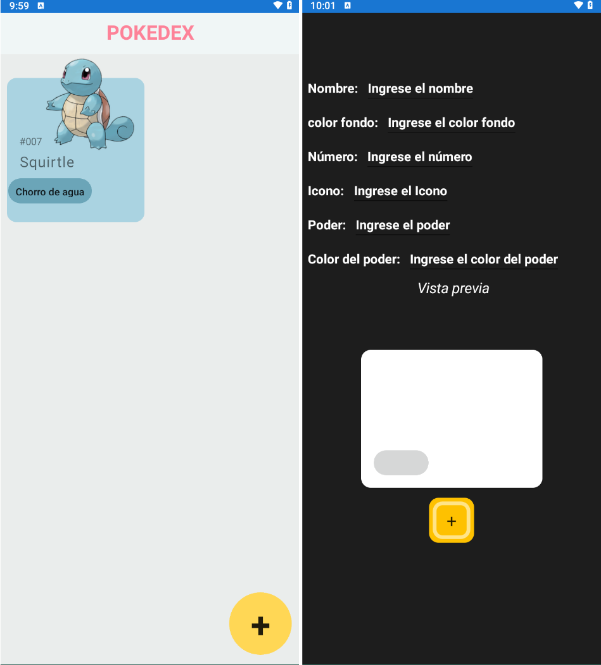 9:59
POKEDEX
#007
Squirtle
Chorro de agua
+
10:01
Nombre: Ingrese el nombre
color fondo: Ingrese el color fondo
Número: Ingrese el número
Icono: Ingrese el Icono
Poder: Ingrese el poder
Color del poder: Ingrese el color del poder
Vista previa
+